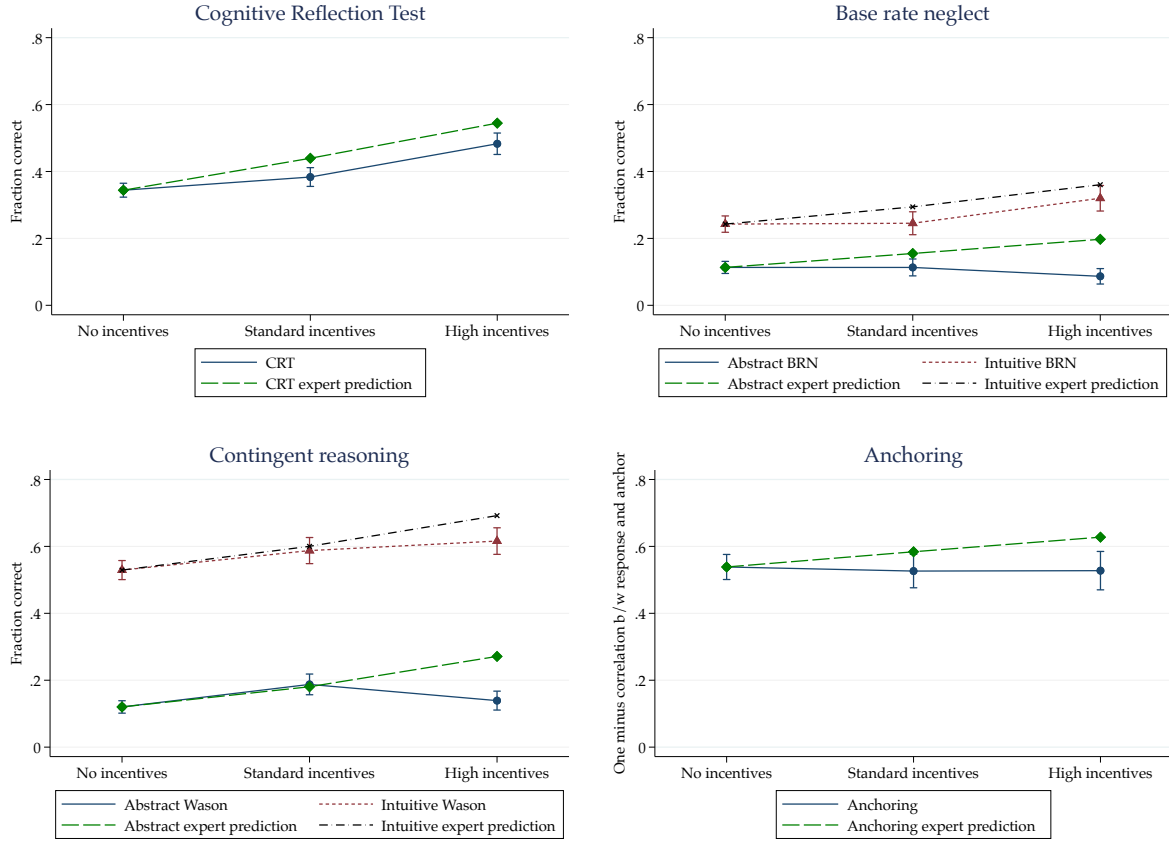 Cognitive Reflection Test
Fraction correct
.8
.6
.4
.2
0
No incentives Standard incentives High incentives
CRT
CRT expert prediction
Base rate neglect
Fraction correct
.8
.6
.4
.2
0
No incentives Standard incentives High incentives
Abstract BRN Intuitive BRN
Abstract expert prediction Intuitive expert prediction
Contingent reasoning
Fraction correct
.8
.6
.4
.2
0
No incentives Standard incentives High incentives
Abstract Wason Intuitive Wason
Abstract expert prediction Intuitive expert prediction
Anchoring
One minus correlation b/w response and anchor
.8
.6
.4
.2
0
No incentives Standard incentives High incentives
Anchoring
Anchoring expert prediction